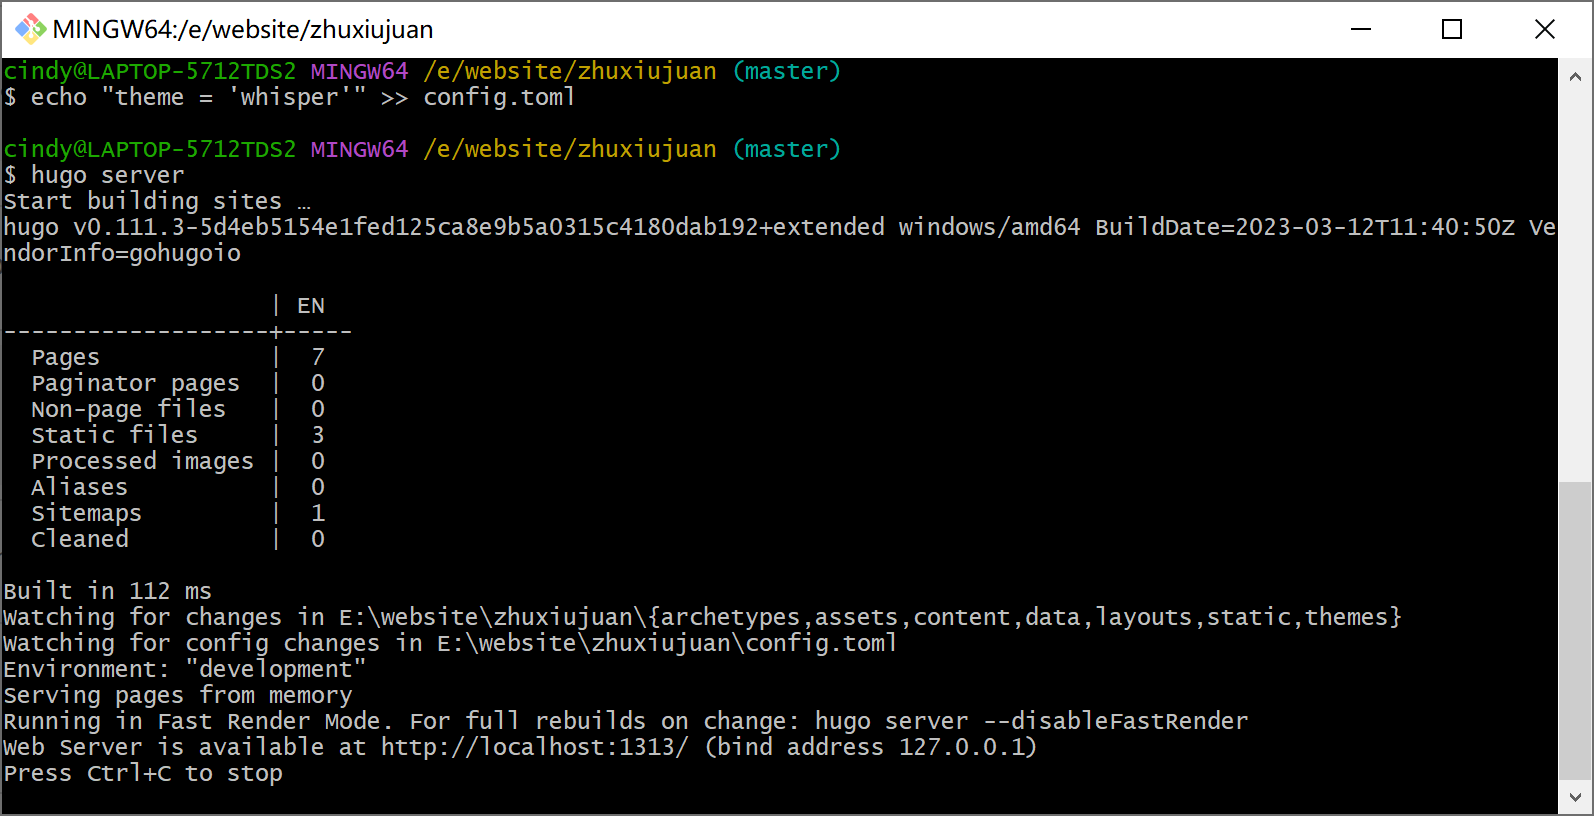 MINGW64:/e/website/zhuxiujuan
cindy@LAPTOP-5712TDS2 MINGW64 /e/website/zhuxiujuan (master)
$ echo "theme = 'whisper'" >> config.toml
cindy@LAPTOP-5712TDS2 MINGW64 /e/website/zhuxiujuan (master)
$ hugo server
Start building sites …
hugo v0.111.3-5d4eb5154e1fed125ca8e9b5a0315c4180dab192+extended windows/amd64 BuildDate=2023-03-12T11:40:50Z Ve
ndorInfo=gohugoio
                   | EN
-------------------+-----
  Pages            |  7
  Paginator pages  |  0
  Non-page files   |  0
  Static files     |  3
  Processed images |  0
  Aliases          |  0
  Sitemaps         |  1
  Cleaned          |  0
Built in 112 ms
Watching for changes in E:\website\zhuxiujuan\{archetypes,assets,content,data,layouts,static,themes}
Watching for config changes in E:\website\zhuxiujuan\config.toml
Environment: "development"
Serving pages from memory
Running in Fast Render Mode. For full rebuilds on change: hugo server --disableFastRender
Web Server is available at http://localhost:1313/ (bind address 127.0.0.1)
Press Ctrl+C to stop